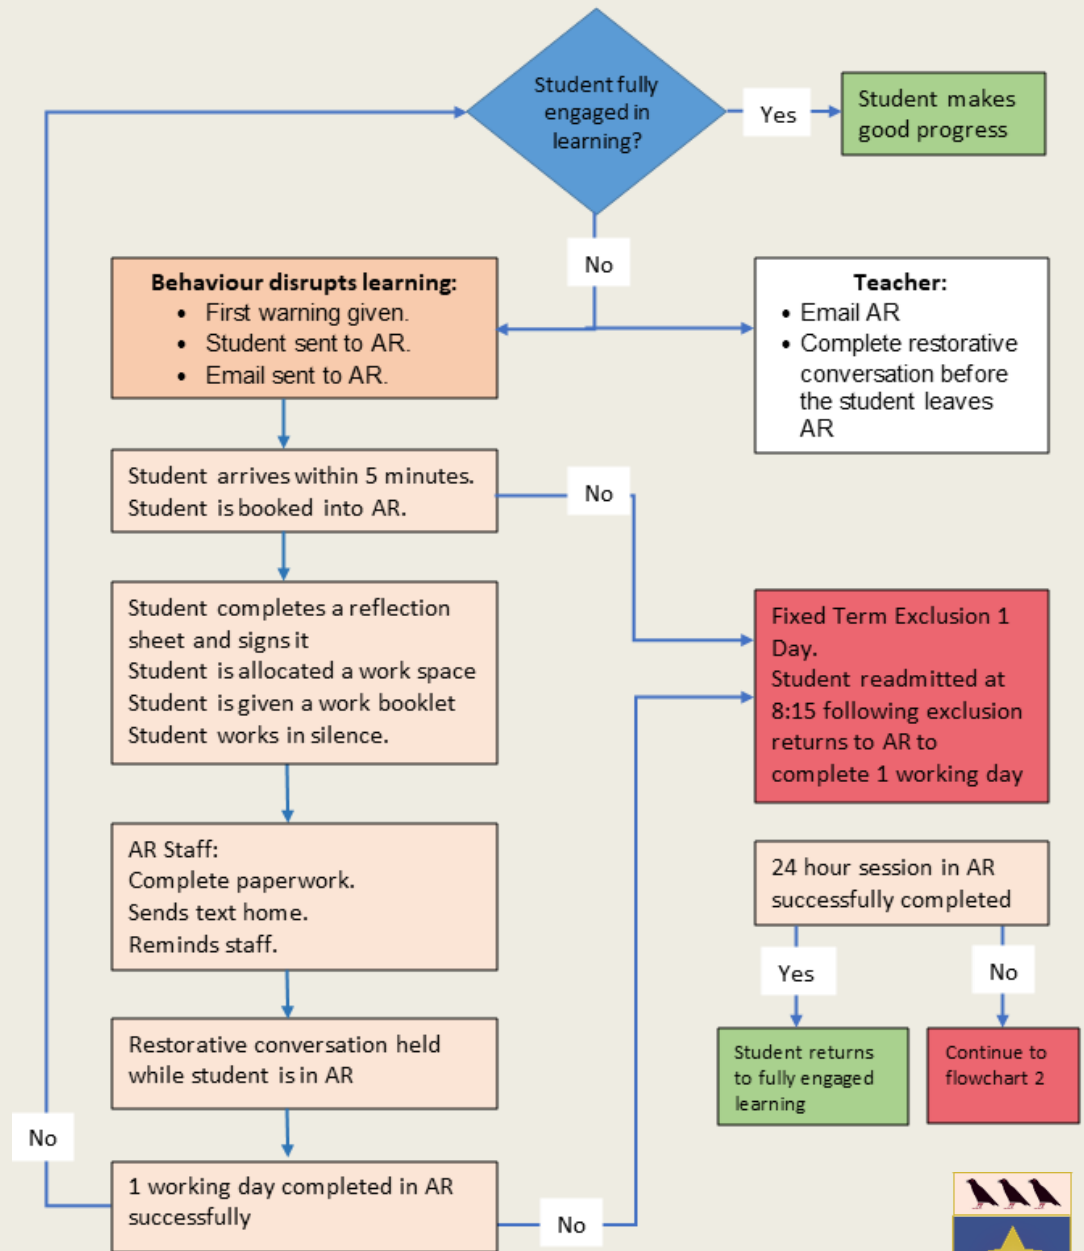 Student fully
engaged in
learning?
Yes
Student makes
good progress
No
Behaviour disrupts learning:
• First warning given.
• Student sent to AR.
• Email sent to AR.
Teacher:
• Email AR
• Complete restorative
conversation before
the student leaves
AR
Student arrives within 5 minutes.
Student is booked into AR.
No
Student completes a reflection
sheet and signs it
Student is allocated a work space
Student is given a work booklet
Student works in silence.
Fixed Term Exclusion 1
Day.
Student readmitted at
8:15 following exclusion
returns to AR to
complete 1 working day
AR Staff:
Complete paperwork.
Sends text home.
Reminds staff.
24 hour session in AR
successfully completed
Yes
No
Restorative conversation held
while student is in AR
Student returns
to fully engaged
learning
Continue to
flowchart 2
No
1 working day completed in AR
successfully
No